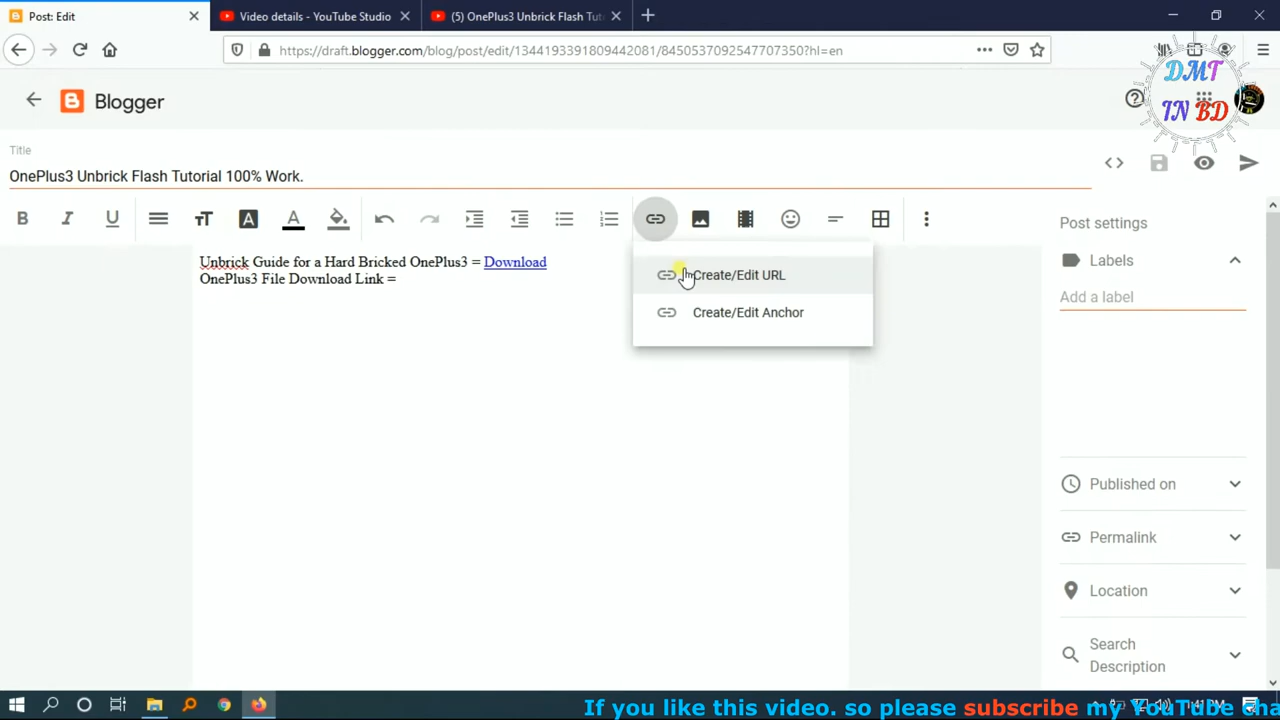 Post: Edit
Video details - YouTube Studio
(5) OnePlus3 Unbrick Flash Tut
https://draft.blogger.com/blog/post/edit/1344193391809442081/8450537092547707350?hl=en
DMT
IN BD
Blogger
Title
OnePlus3 Unbrick Flash Tutorial 100% Work.
Post settings
Unbrick Guide for a Hard Bricked OnePlus3 = Download
OnePlus3 File Download Link =
Create/Edit URL
Create/Edit Anchor
Labels
Add a label
Published on
Permalink
Location
Search
Description
If you like this video. so please subscribe my YouTube cha